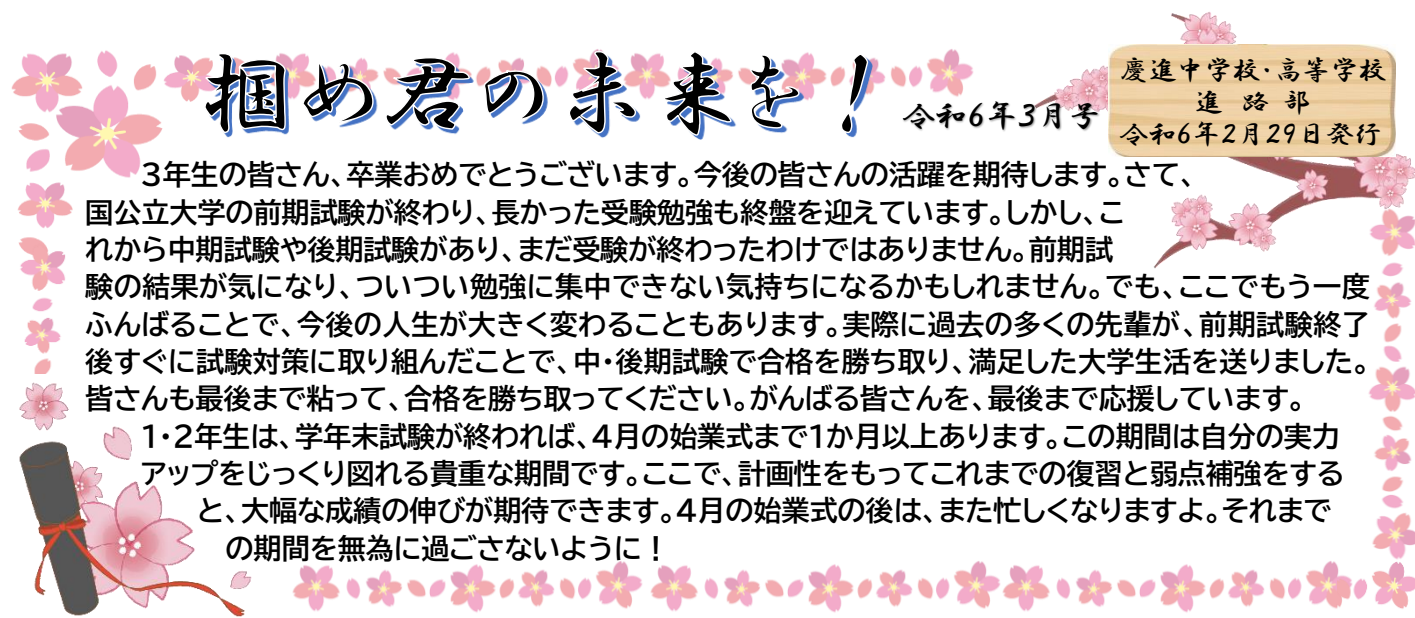 掴め君の未来を!
令和6年3月号
慶進中学校・高等学校
進路部
令和6年2月29日発行
3年生の皆さん、卒業おめでとうございます。今後の皆さんの活躍を期待します。さて、
国公立大学の前期試験が終わり、長かった受験勉強も終盤を迎えています。しかし、こ
れから中期試験や後期試験があり、まだ受験が終わったわけではありません。前期試
験の結果が気になり、ついつい勉強に集中できない気持ちになるかもしれません。でも、ここでもう一度
ふんばることで、今後の人生が大きく変わることもあります。実際に過去の多くの先輩が、前期試験終了
後すぐに試験対策に取り組んだことで、中・後期試験で合格を勝ち取り、満足した大学生活を送りました。
皆さんも最後まで粘って、合格を勝ち取ってください。がんばる皆さんを、最後まで応援しています。
1・2年生は、学年末試験が終われば、4月の始業式まで1か月以上あります。この期間は自分の実力
アップをじっくり図れる貴重な期間です。ここで、計画性をもってこれまでの復習と弱点補強をする
と、大幅な成績の伸びが期待できます。4月の始業式の後は、また忙しくなりますよ。それまで
の期間を無為に過ごさないように!